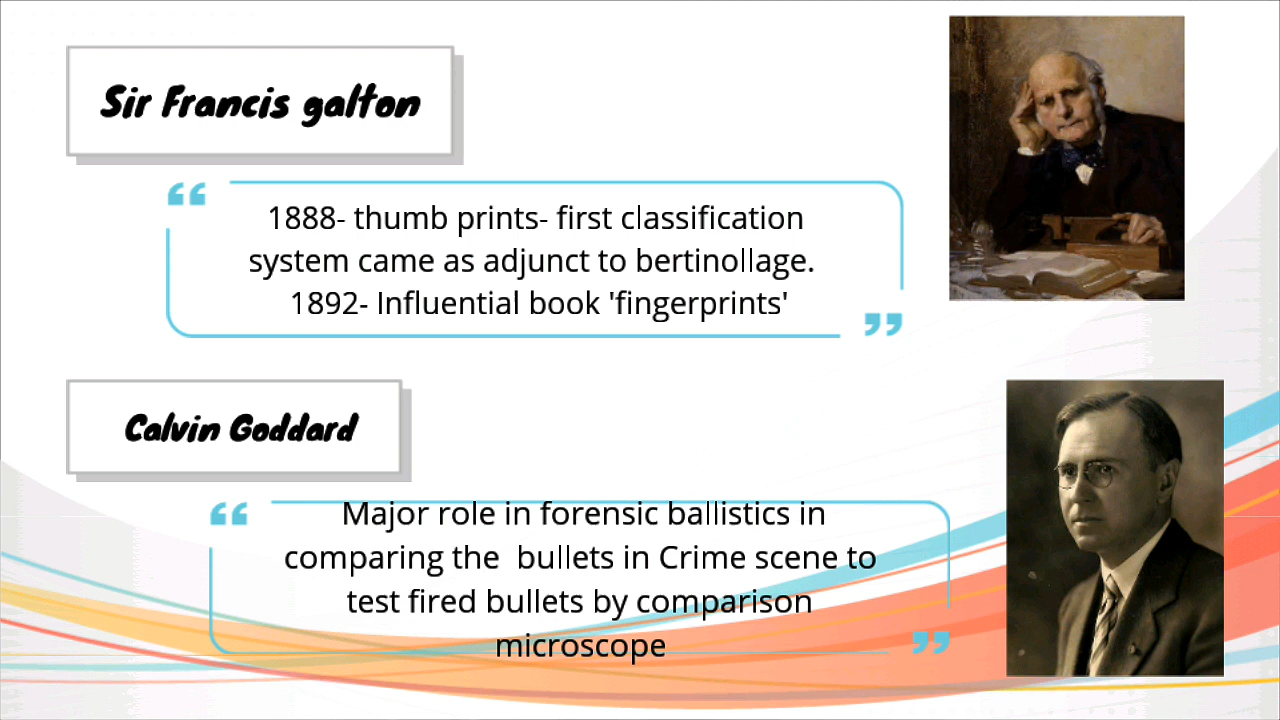 Sir Francis galton
1888- thumb prints- first classification
system came as adjunct to bertinollage.
1892- Influential book 'fingerprints'
Calvin Goddard
Major role in forensic ballistics in
comparing the  bullets in Crime scene to
test fired bullets by comparison
microscope